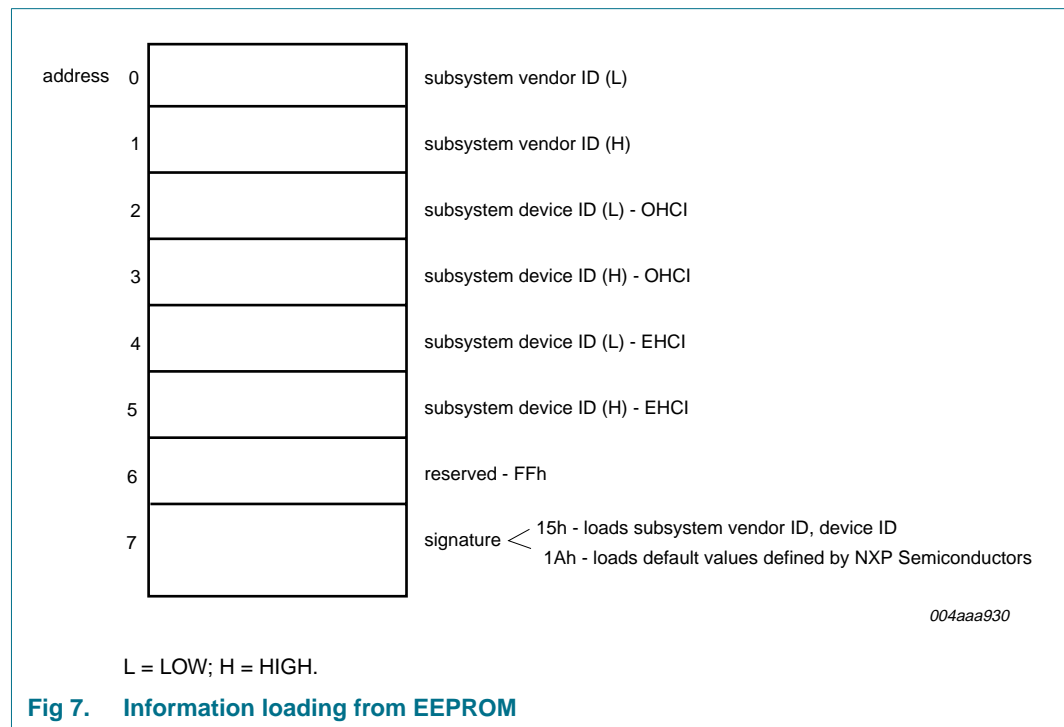 address 0 subsystem vendor ID (L)
1 subsystem vendor ID (H)
2 subsystem device ID (L) - OHCI
3 subsystem device ID (H) - OHCI
4 subsystem device ID (L) - EHCI
5 subsystem device ID (H) - EHCI
6 reserved - FFh
7 signature 15h - loads subsystem vendor ID, device ID
1Ah - loads default values defined by NXP Semiconductors
004aaa930
L = LOW; H = HIGH.
Fig 7. Information loading from EEPROM